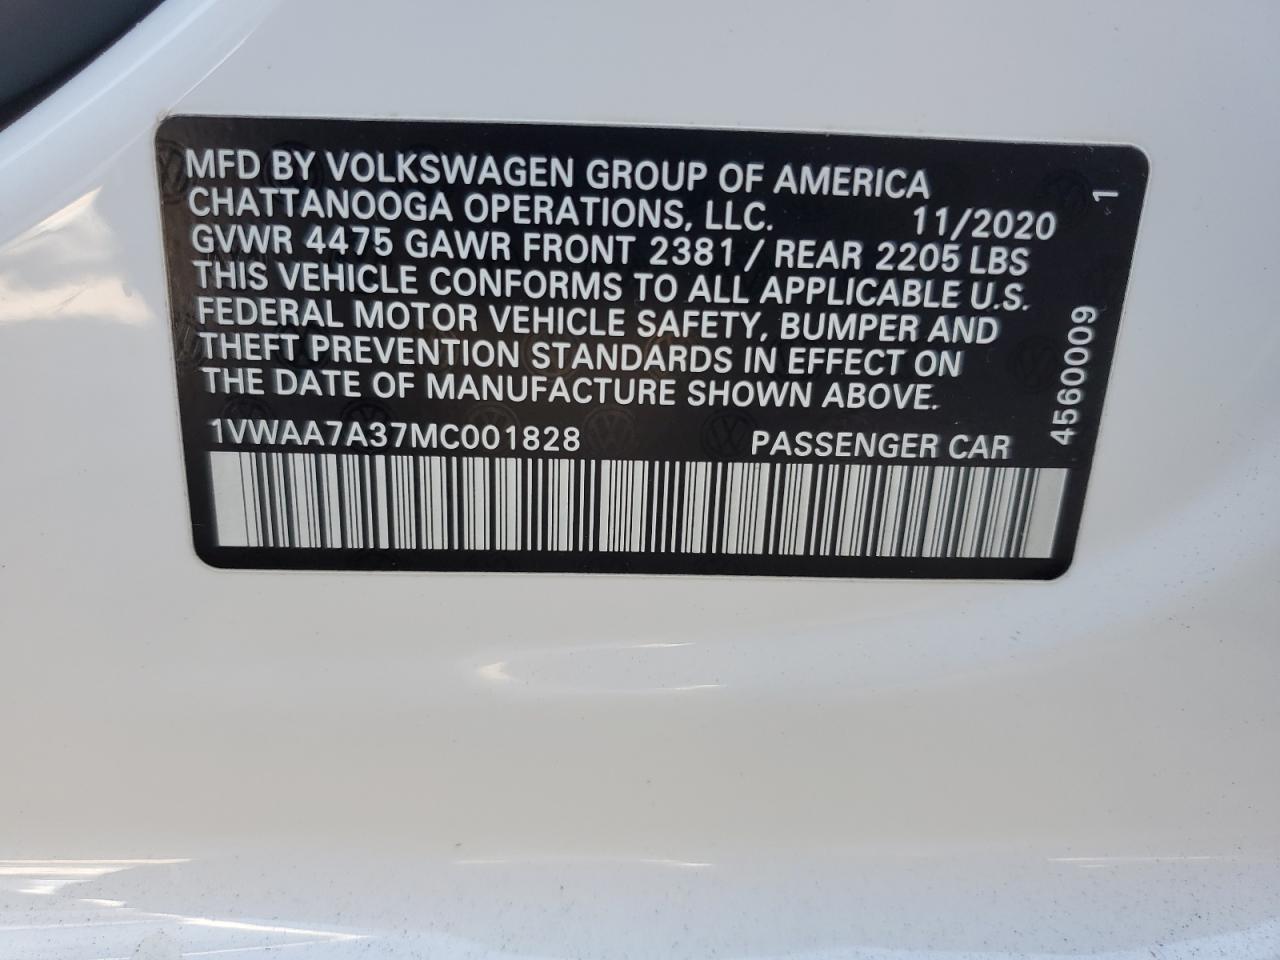 MFD BY VOLKSWAGEN GROUP OF AMERICA
CHATTANOOGA OPERATIONS, LLC. 11/2020
GVWR 4475 GAWR FRONT 2381 / REAR 2205 LBS
THIS VEHICLE CONFORMS TO ALL APPLICABLE U.S.
FEDERAL MOTOR VEHICLE SAFETY, BUMPER AND
THEFT PREVENTION STANDARDS IN EFFECT ON
THE DATE OF MANUFACTURE SHOWN ABOVE.
1VWAA7A37MC001828 PASSENGER CAR
4560009 1